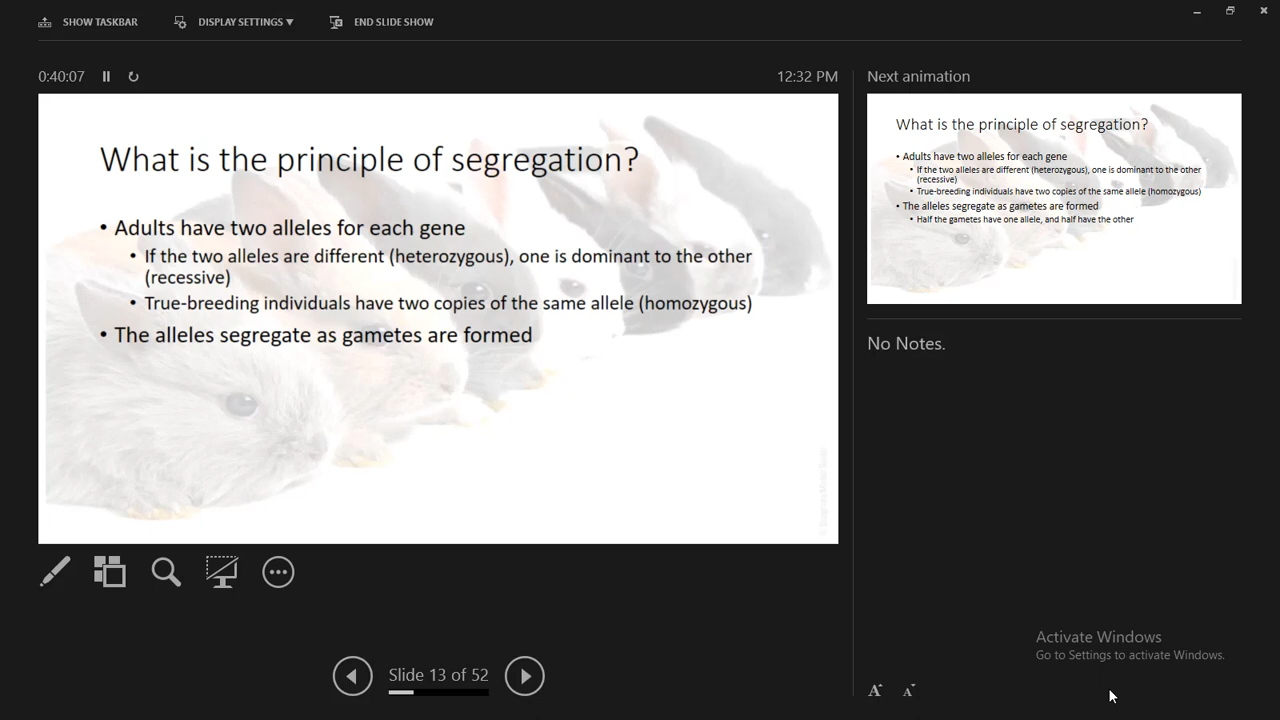 SHOW TASKBAR
DISPLAY SETTINGS ▼
END SLIDE SHOW
0:40:07
12:32 PM
What is the principle of segregation?
• Adults have two alleles for each gene
• If the two alleles are different (heterozygous), one is dominant to the other
(recessive)
• True-breeding individuals have two copies of the same allele (homozygous)
• The alleles segregate as gametes are formed
Slide 13 of 52
Next animation
What is the principle of segregation?
• Adults have two alleles for each gene
• If the two alleles are different (heterozygous), one is dominant to the other
(recessive)
• True-breeding individuals have two copies of the same allele (homozygous)
• The alleles segregate as gametes are formed
• Half the gametes have one allele, and half have the other
No Notes.
Activate Windows
Go to Settings to activate Windows.
A A